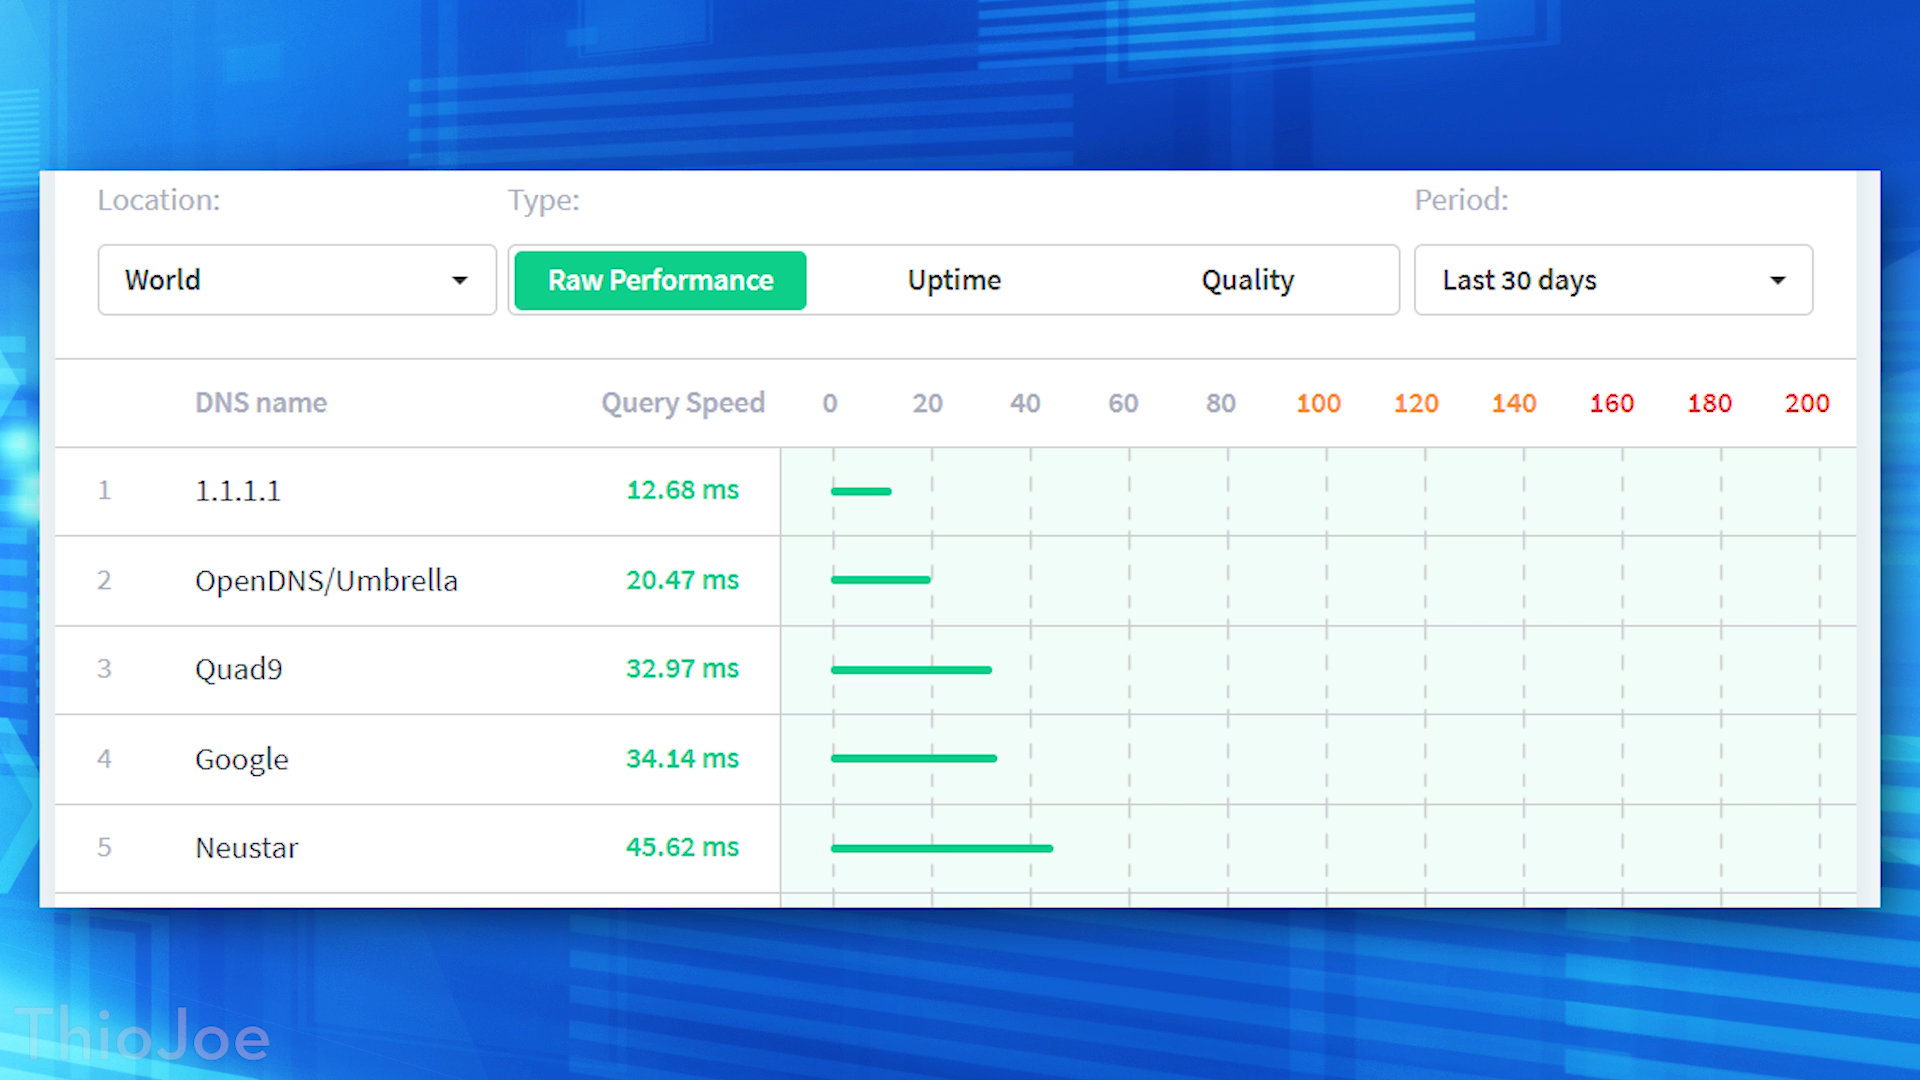 Location: Type: Period:
World Raw Performance Uptime Quality Last 30 days
DNS name Query Speed 0 20 40 60 80 100 120 140 160 180 200
1 1.1.1.1 12.68 ms
2 OpenDNS/Umbrella 20.47 ms
3 Quad9 32.97 ms
4 Google 34.14 ms
5 Neustar 45.62 ms
ThioJoe